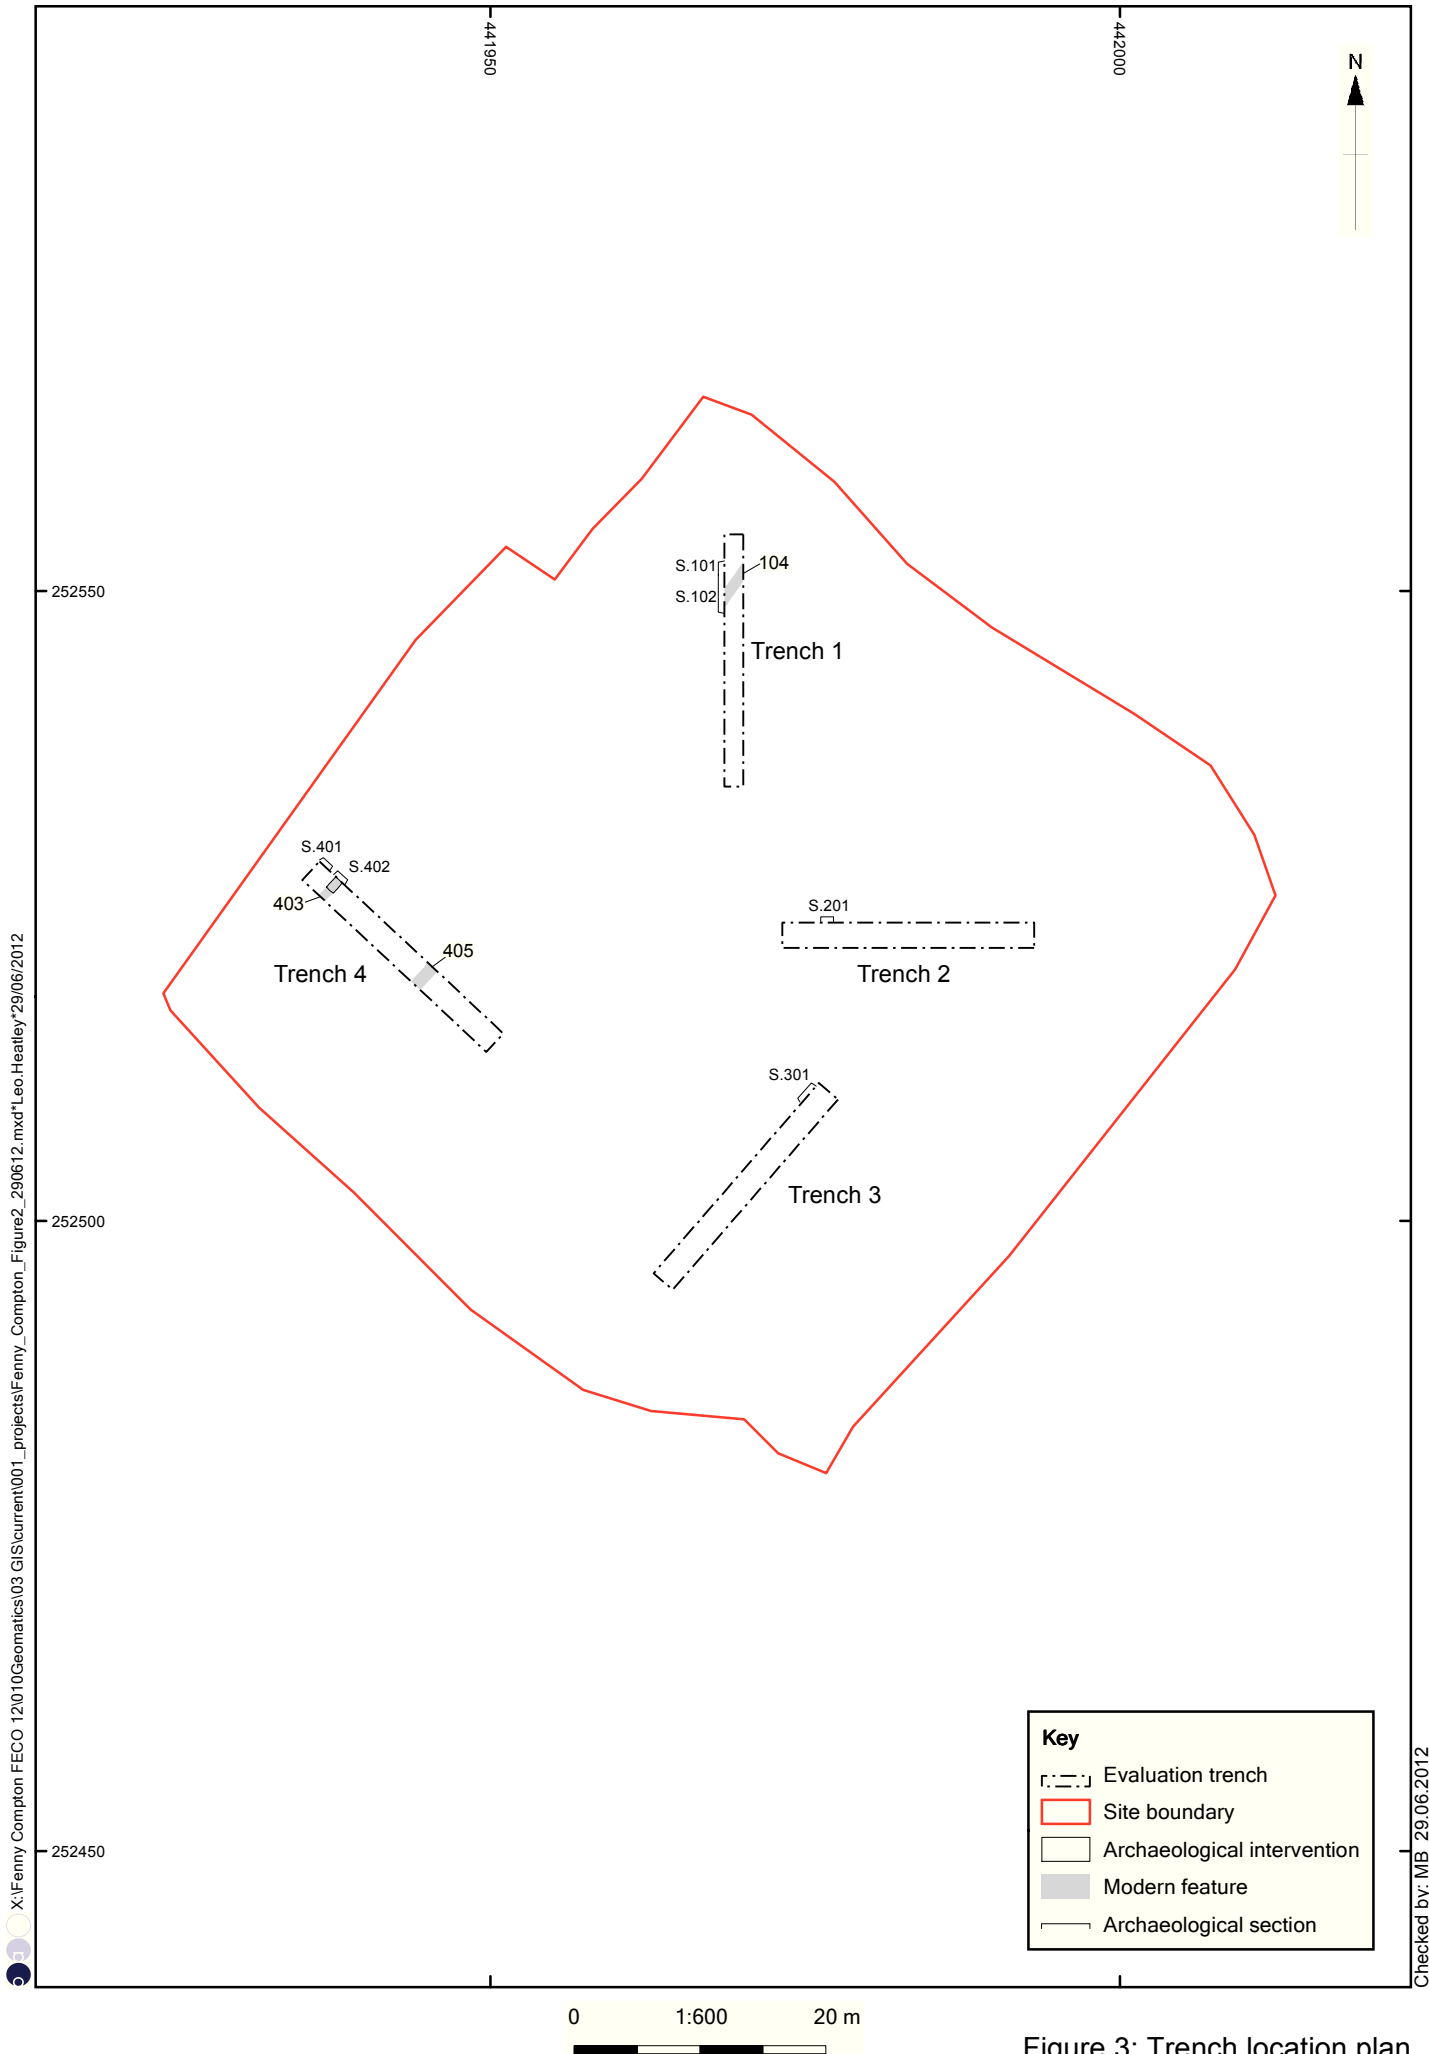 441950
442000
N
252550
S.101
104
S.102
Trench 1
S.401
S.402
403
S.201
405
Trench 4
Trench 2
S.301
Trench 3
252500
252450
Key
Evaluation trench
Site boundary
Archaeological intervention
Modern feature
Archaeological section
X:\Fenny Compton FECO 12\010Geomatics\03 GIS\current\001_projects\Fenny_Compton_Figure2_290612.mxd*Leo.Heatley*29/06/2012
Checked by: MB 29.06.2012
0 1:600 20 m
Figure 3: Trench location plan